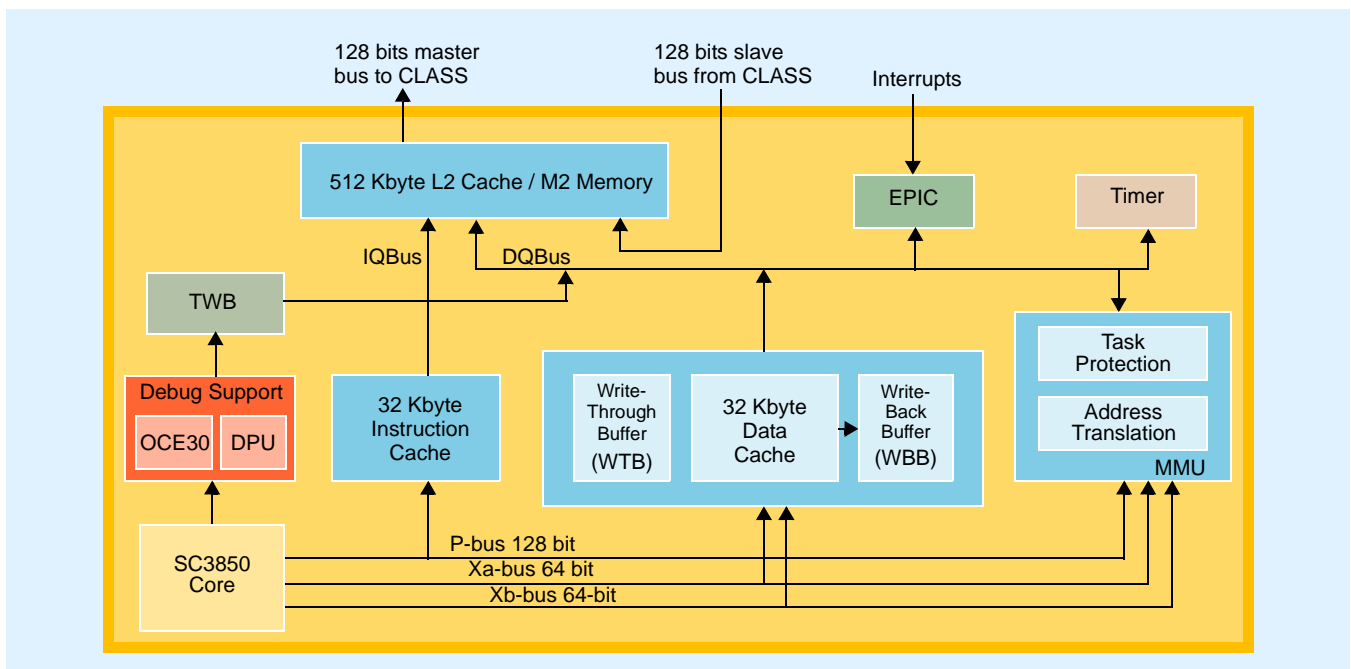 128 bits master
bus to CLASS
128 bits slave
bus from CLASS
Interrupts
512 Kbyte L2 Cache / M2 Memory
EPIC
Timer
IQBus
DQBus
TWB
Task
Protection
Debug Support
OCE30
DPU
32 Kbyte
Instruction
Cache
Write-
Through
Buffer
(WTB)
32 Kbyte
Data
Cache
Write-
Back
Buffer
(WBB)
Address
Translation
MMU
SC3850
Core
P-bus 128 bit
Xa-bus 64 bit
Xb-bus 64-bit